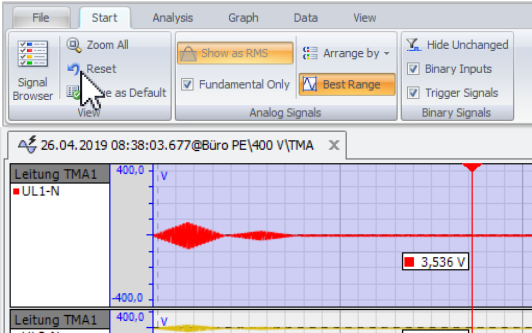 File Start Analysis Graph Data View
Signal Browser
Zoom All
Reset
as Default
View
Show as RMS
Arrange by
Fundamental Only
Best Range
Analog Signals
Hide Unchanged
Binary Inputs
Trigger Signals
Binary Signals
26.04.2019 08:38:03.677@Büro PE\400 V\TMA X
Leitung TMA1
UL1-N
400,0 V
3,536 V
-400,0
Leitung TMA1
400,0 V